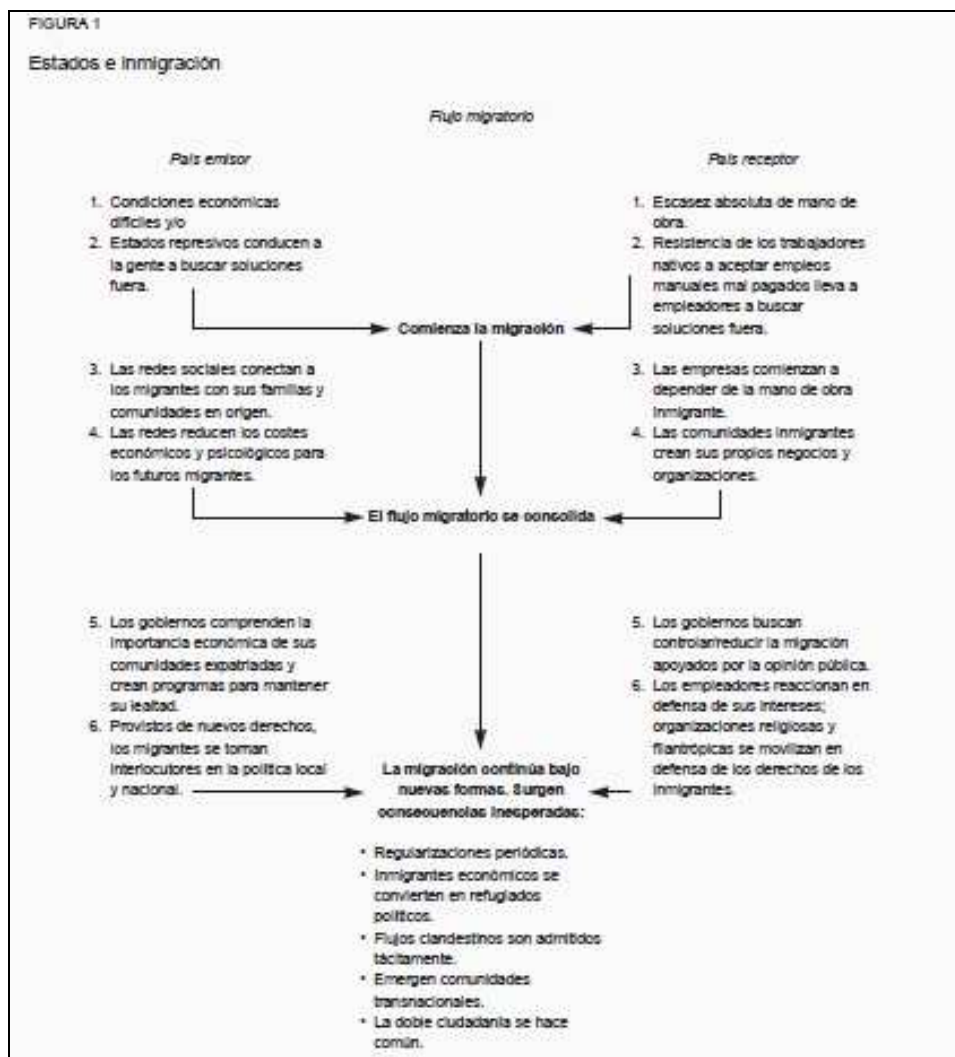 FIGURA 1
Estados e inmigración
Flujo migratorio
País emisor
País receptor
1. Condiciones económicas
difíciles y/o
2. Estados represivos conducen a
la gente a buscar soluciones
fuera.
1. Escasez absoluta de mano de
obra.
2. Resistencia de los trabajadores
nativos a aceptar empleos
manuales mal pagados lleva a
empleadores a buscar
soluciones fuera.
Comienza la migración
3. Las redes sociales conectan a
los migrantes con sus familias y
comunidades en origen.
4. Las redes reducen los costes
económicos y psicológicos para
los futuros migrantes.
3. Las empresas comienzan a
depender de la mano de obra
inmigrante.
4. Las comunidades inmigrantes
crean sus propios negocios y
organizaciones.
El flujo migratorio se consolida
5. Los gobiernos comprenden la
importancia económica de sus
comunidades expatriadas y
crean programas para mantener
su lealtad.
6. Provistos de nuevos derechos,
los migrantes se tornan
interlocutores en la política local
y nacional.
5. Los gobiernos buscan
controlar/reducir la migración
apoyados por la opinión pública.
6. Los empleadores reaccionan en
defensa de sus intereses;
organizaciones religiosas y
filantrópicas se movilizan en
defensa de los derechos de los
inmigrantes.
La migración continúa bajo
nuevas formas. Surgen
consecuencias inesperadas:
• Regularizaciones periódicas.
• Inmigrantes económicos se
convierten en refugiados
políticos.
• Flujos clandestinos son admitidos
tácitamente.
• Emergen comunidades
transnacionales.
• La doble ciudadanía se hace
común.